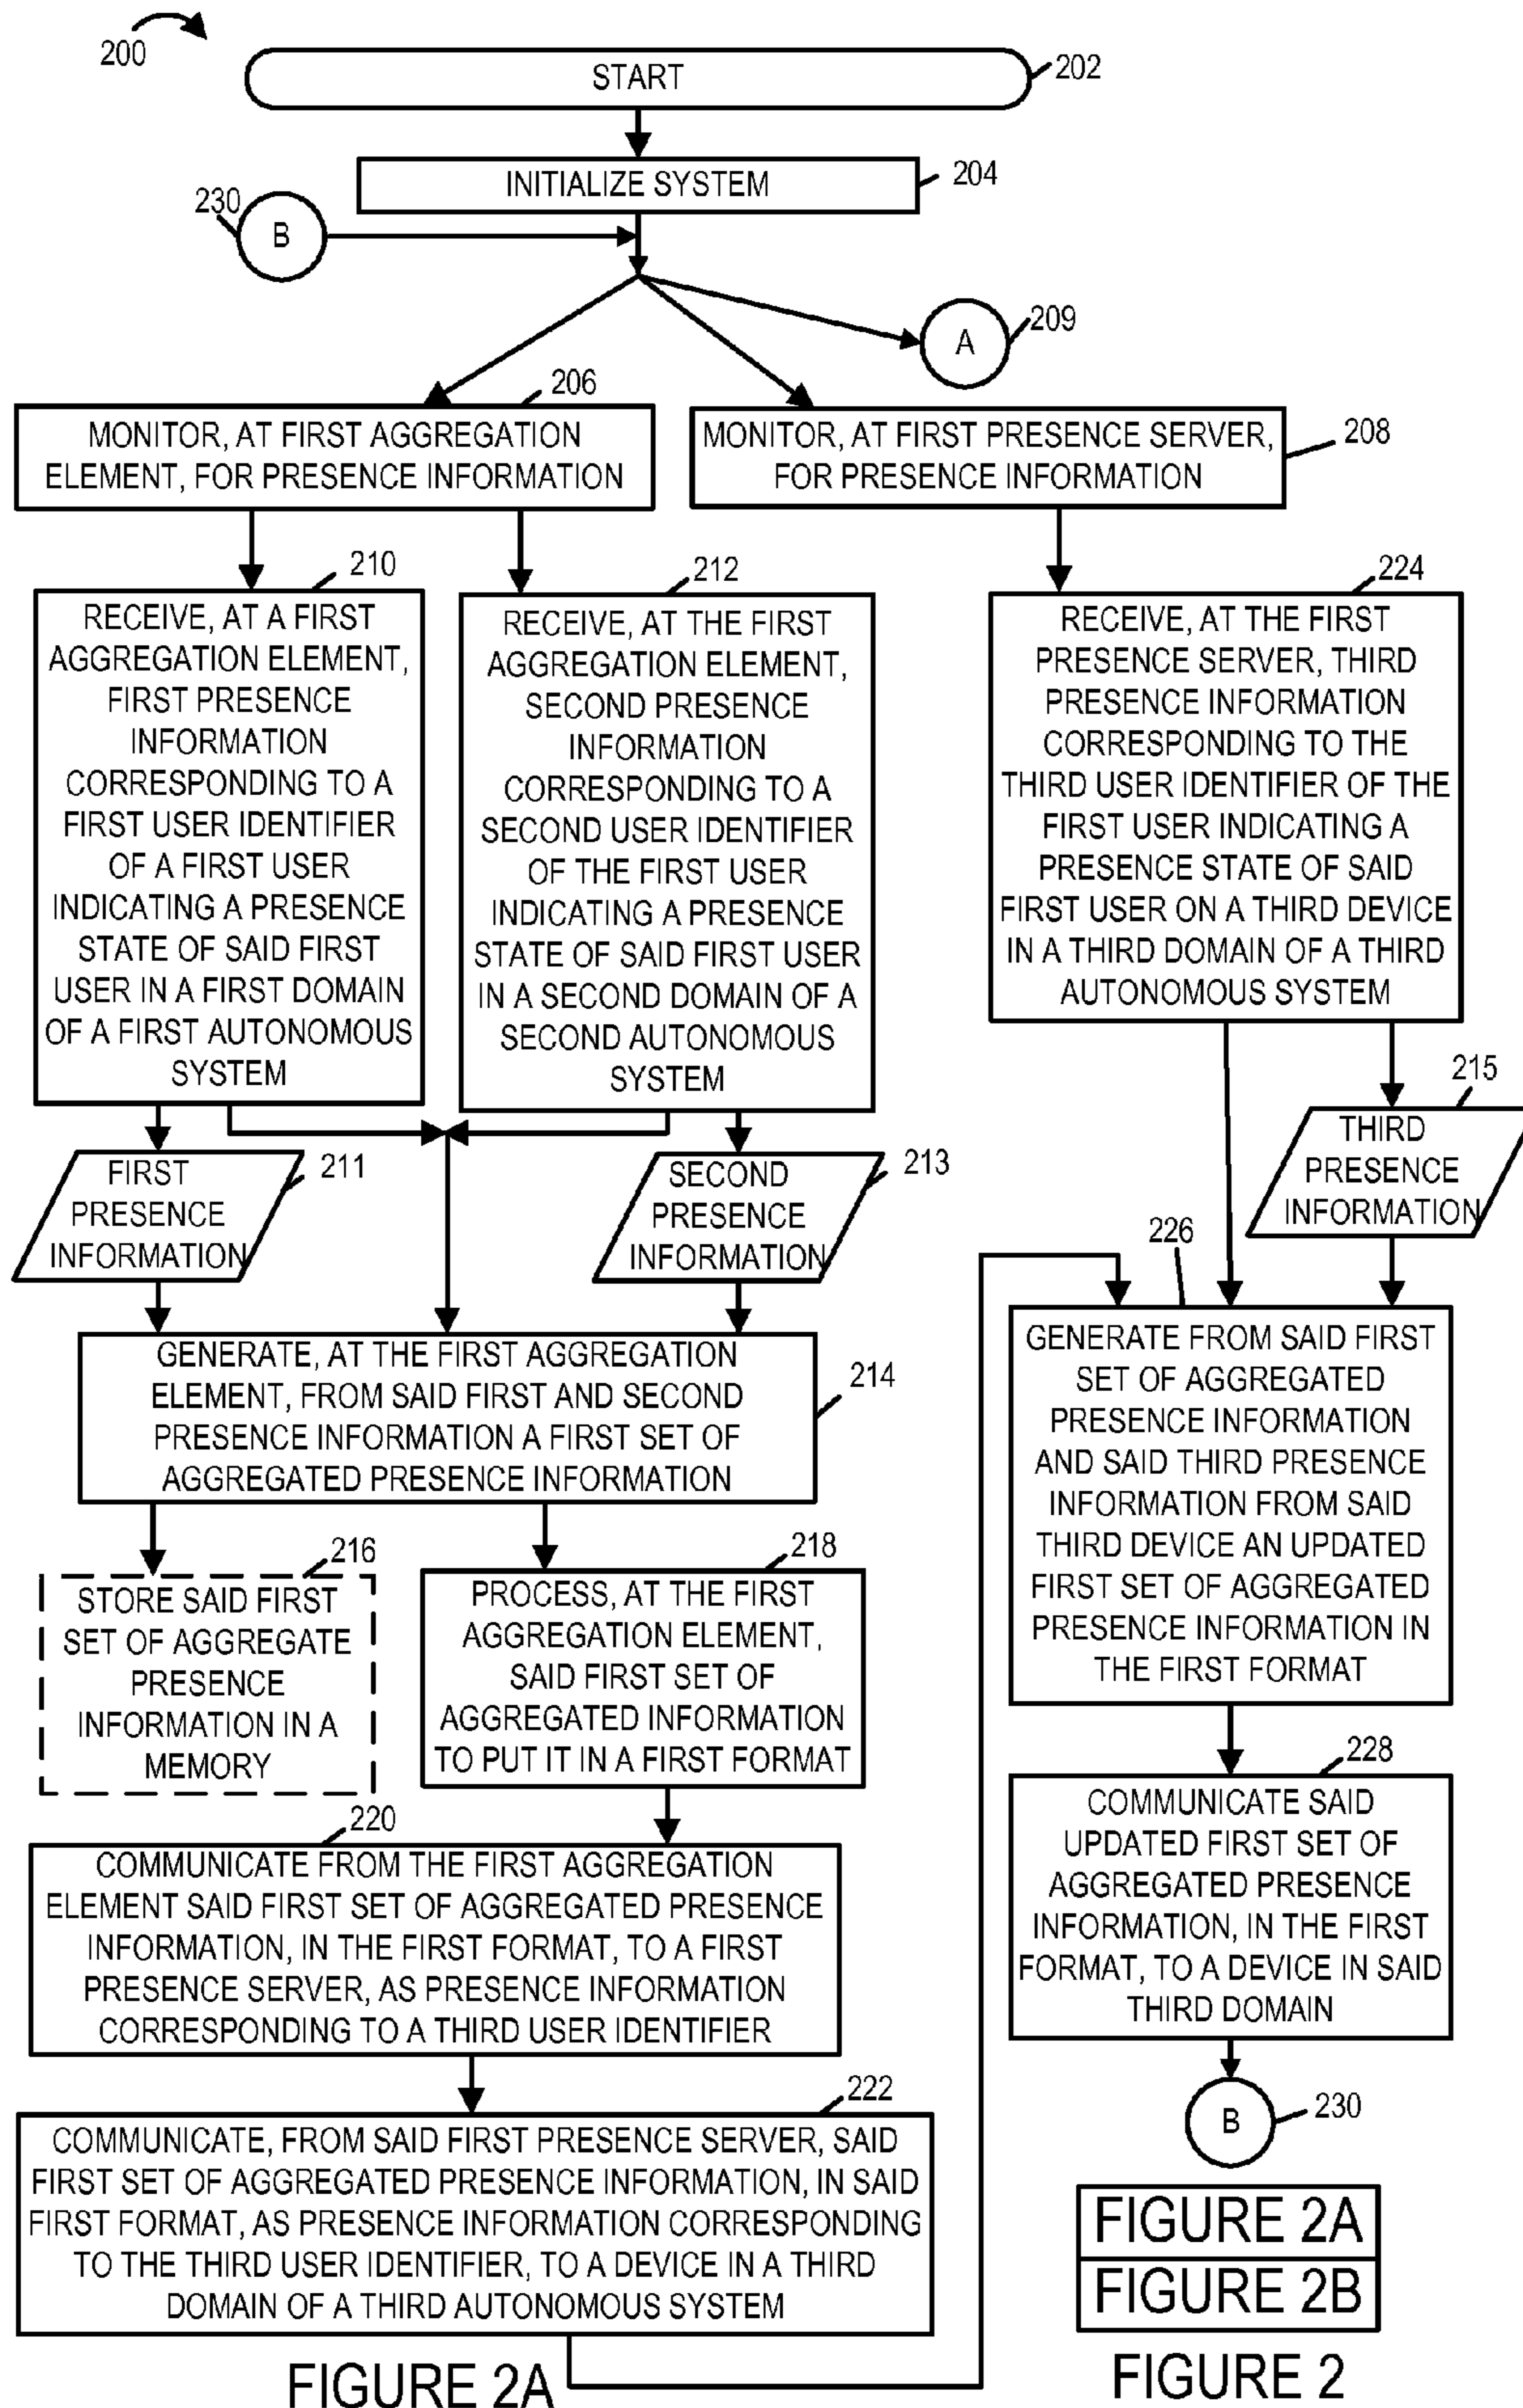 200
START
202
INITIALIZE SYSTEM
204
230
B
A
209
206
MONITOR, AT FIRST AGGREGATION
ELEMENT, FOR PRESENCE INFORMATION
MONITOR, AT FIRST PRESENCE SERVER,
FOR PRESENCE INFORMATION
208
210
RECEIVE, AT A FIRST
AGGREGATION ELEMENT,
FIRST PRESENCE
INFORMATION
CORRESPONDING TO A
FIRST USER IDENTIFIER
OF A FIRST USER
INDICATING A PRESENCE
STATE OF SAID FIRST
USER IN A FIRST DOMAIN
OF A FIRST AUTONOMOUS
SYSTEM
212
RECEIVE, AT THE FIRST
AGGREGATION ELEMENT,
SECOND PRESENCE
INFORMATION
CORRESPONDING TO A
SECOND USER IDENTIFIER
OF THE FIRST USER
INDICATING A PRESENCE
STATE OF SAID FIRST USER
IN A SECOND DOMAIN OF A
SECOND AUTONOMOUS
SYSTEM
224
RECEIVE, AT THE FIRST
PRESENCE SERVER, THIRD
PRESENCE INFORMATION
CORRESPONDING TO THE
THIRD USER IDENTIFIER OF THE
FIRST USER INDICATING A
PRESENCE STATE OF SAID
FIRST USER ON A THIRD DEVICE
IN A THIRD DOMAIN OF A THIRD
AUTONOMOUS SYSTEM
FIRST
PRESENCE
INFORMATION
211
SECOND
PRESENCE
INFORMATION
213
215
THIRD
PRESENCE
INFORMATION
GENERATE, AT THE FIRST AGGREGATION
ELEMENT, FROM SAID FIRST AND SECOND
PRESENCE INFORMATION A FIRST SET OF
AGGREGATED PRESENCE INFORMATION
214
226
GENERATE FROM SAID FIRST
SET OF AGGREGATED
PRESENCE INFORMATION
AND SAID THIRD PRESENCE
INFORMATION FROM SAID
THIRD DEVICE AN UPDATED
FIRST SET OF AGGREGATED
PRESENCE INFORMATION IN
THE FIRST FORMAT
216
STORE SAID FIRST
SET OF AGGREGATE
PRESENCE
INFORMATION IN A
MEMORY
218
PROCESS, AT THE FIRST
AGGREGATION ELEMENT,
SAID FIRST SET OF
AGGREGATED INFORMATION
TO PUT IT IN A FIRST FORMAT
228
COMMUNICATE SAID
UPDATED FIRST SET OF
AGGREGATED PRESENCE
INFORMATION, IN THE FIRST
FORMAT, TO A DEVICE IN SAID
THIRD DOMAIN
220
COMMUNICATE FROM THE FIRST AGGREGATION
ELEMENT SAID FIRST SET OF AGGREGATED PRESENCE
INFORMATION, IN THE FIRST FORMAT, TO A FIRST
PRESENCE SERVER, AS PRESENCE INFORMATION
CORRESPONDING TO A THIRD USER IDENTIFIER
222
COMMUNICATE, FROM SAID FIRST PRESENCE SERVER, SAID
FIRST SET OF AGGREGATED PRESENCE INFORMATION, IN SAID
FIRST FORMAT, AS PRESENCE INFORMATION CORRESPONDING
TO THE THIRD USER IDENTIFIER, TO A DEVICE IN A THIRD
DOMAIN OF A THIRD AUTONOMOUS SYSTEM
B
230
FIGURE 2A
FIGURE 2B
FIGURE 2
FIGURE 2A